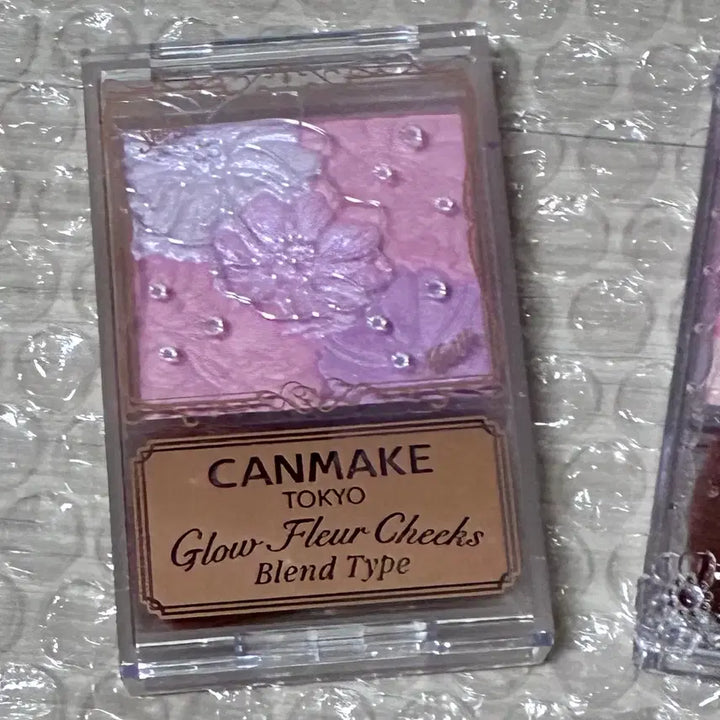 CANMAKE
TOKYO
Glow Fleur Cheeks
Blend Type